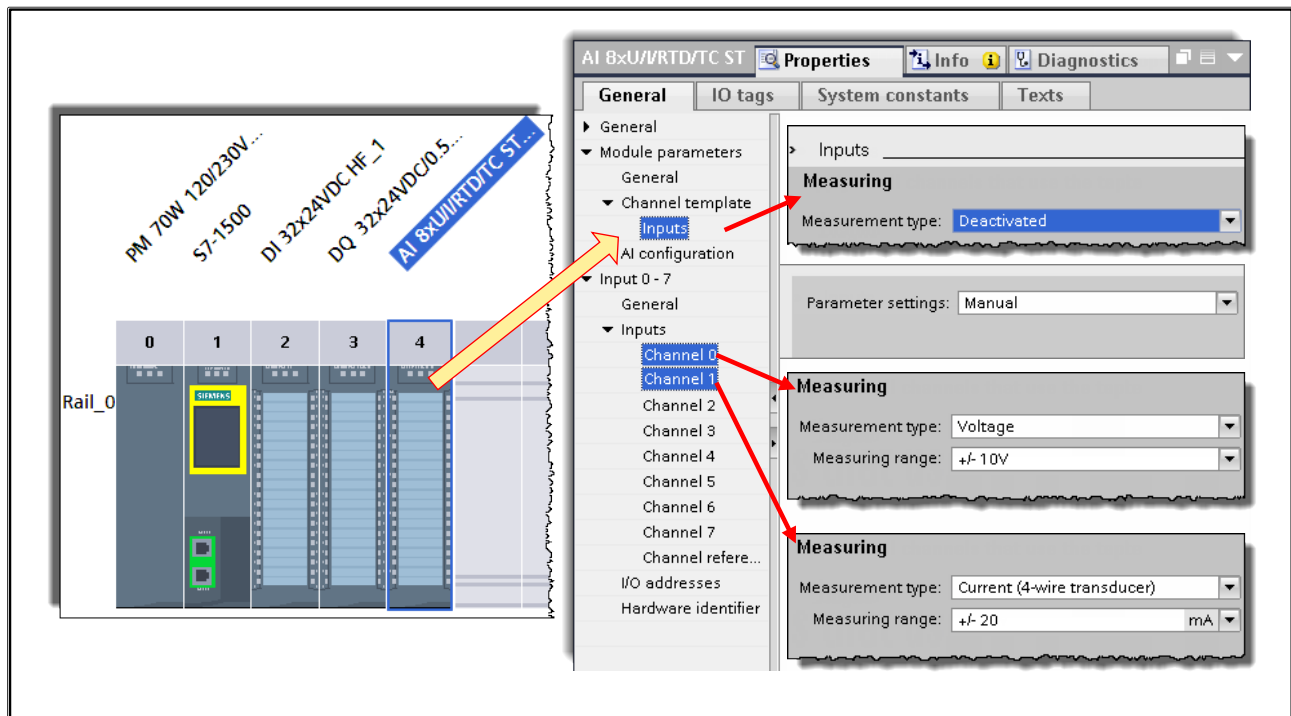 PM 70W 120/230V...
S7-1500
DI 32x24VDC HF_1
DQ 32x24VDC/0.5...
AI 8xU/I/RTD/TC ST...
0
1
2
3
4
Rail_0
SIEMENS
AI 8xU/I/RTD/TC ST
Properties
Info
Diagnostics
General
IO tags
System constants
Texts
General
Module parameters
General
Channel template
Inputs
AI configuration
Input 0 - 7
General
Inputs
Channel 0
Channel 1
Channel 2
Channel 3
Channel 4
Channel 5
Channel 6
Channel 7
Channel refere...
I/O addresses
Hardware identifier
Inputs
Measuring
Measurement type: Deactivated
Parameter settings: Manual
Measuring
Measurement type: Voltage
Measuring range: +/- 10V
Measuring
Measurement type: Current (4-wire transducer)
Measuring range: +/- 20 mA